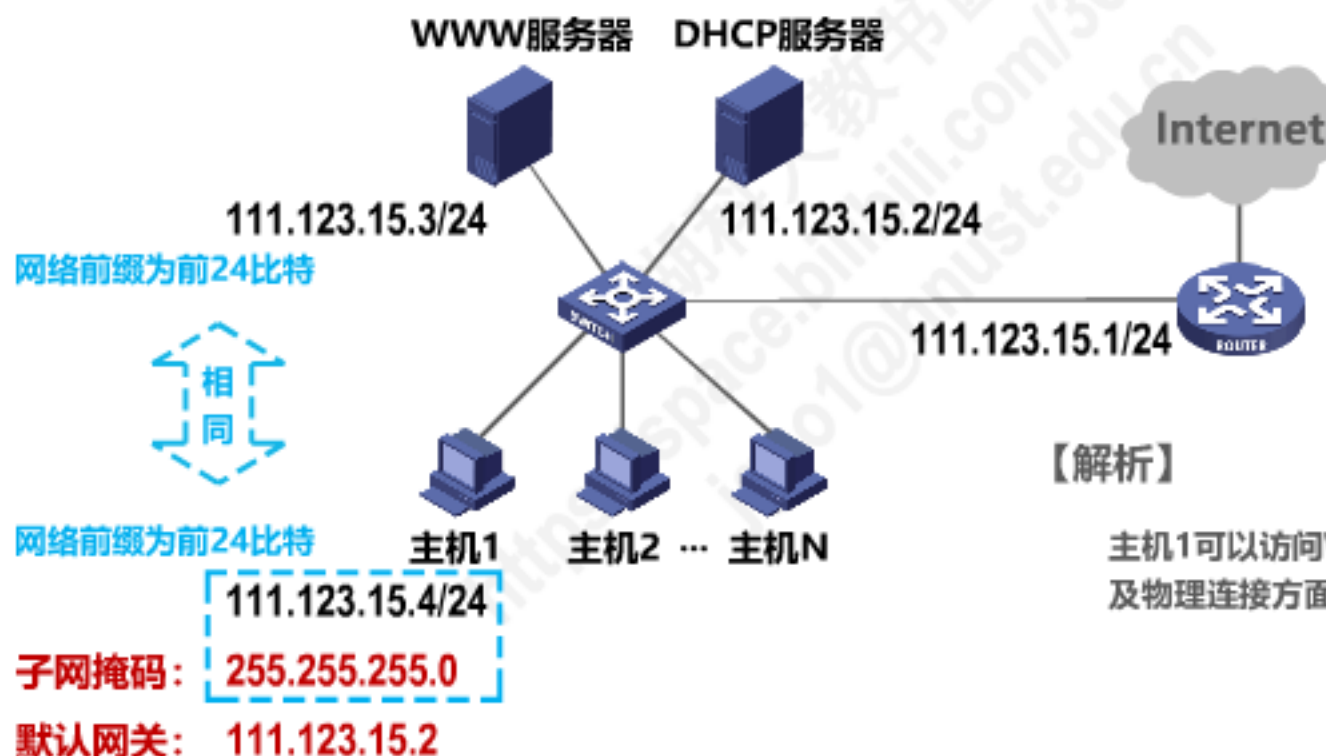 WWW服务器 DHCP服务器
Internet
111.123.15.3/24
111.123.15.2/24
网络前缀为前24比特
SWITCH
111.123.15.1/24
ROUTER
相
同
【解析】
网络前缀为前24比特
主机1 主机2 … 主机N
主机1可以访问
111.123.15.4/24
及物理连接方面
子网掩码： 255.255.255.0
默认网关： 111.123.15.2